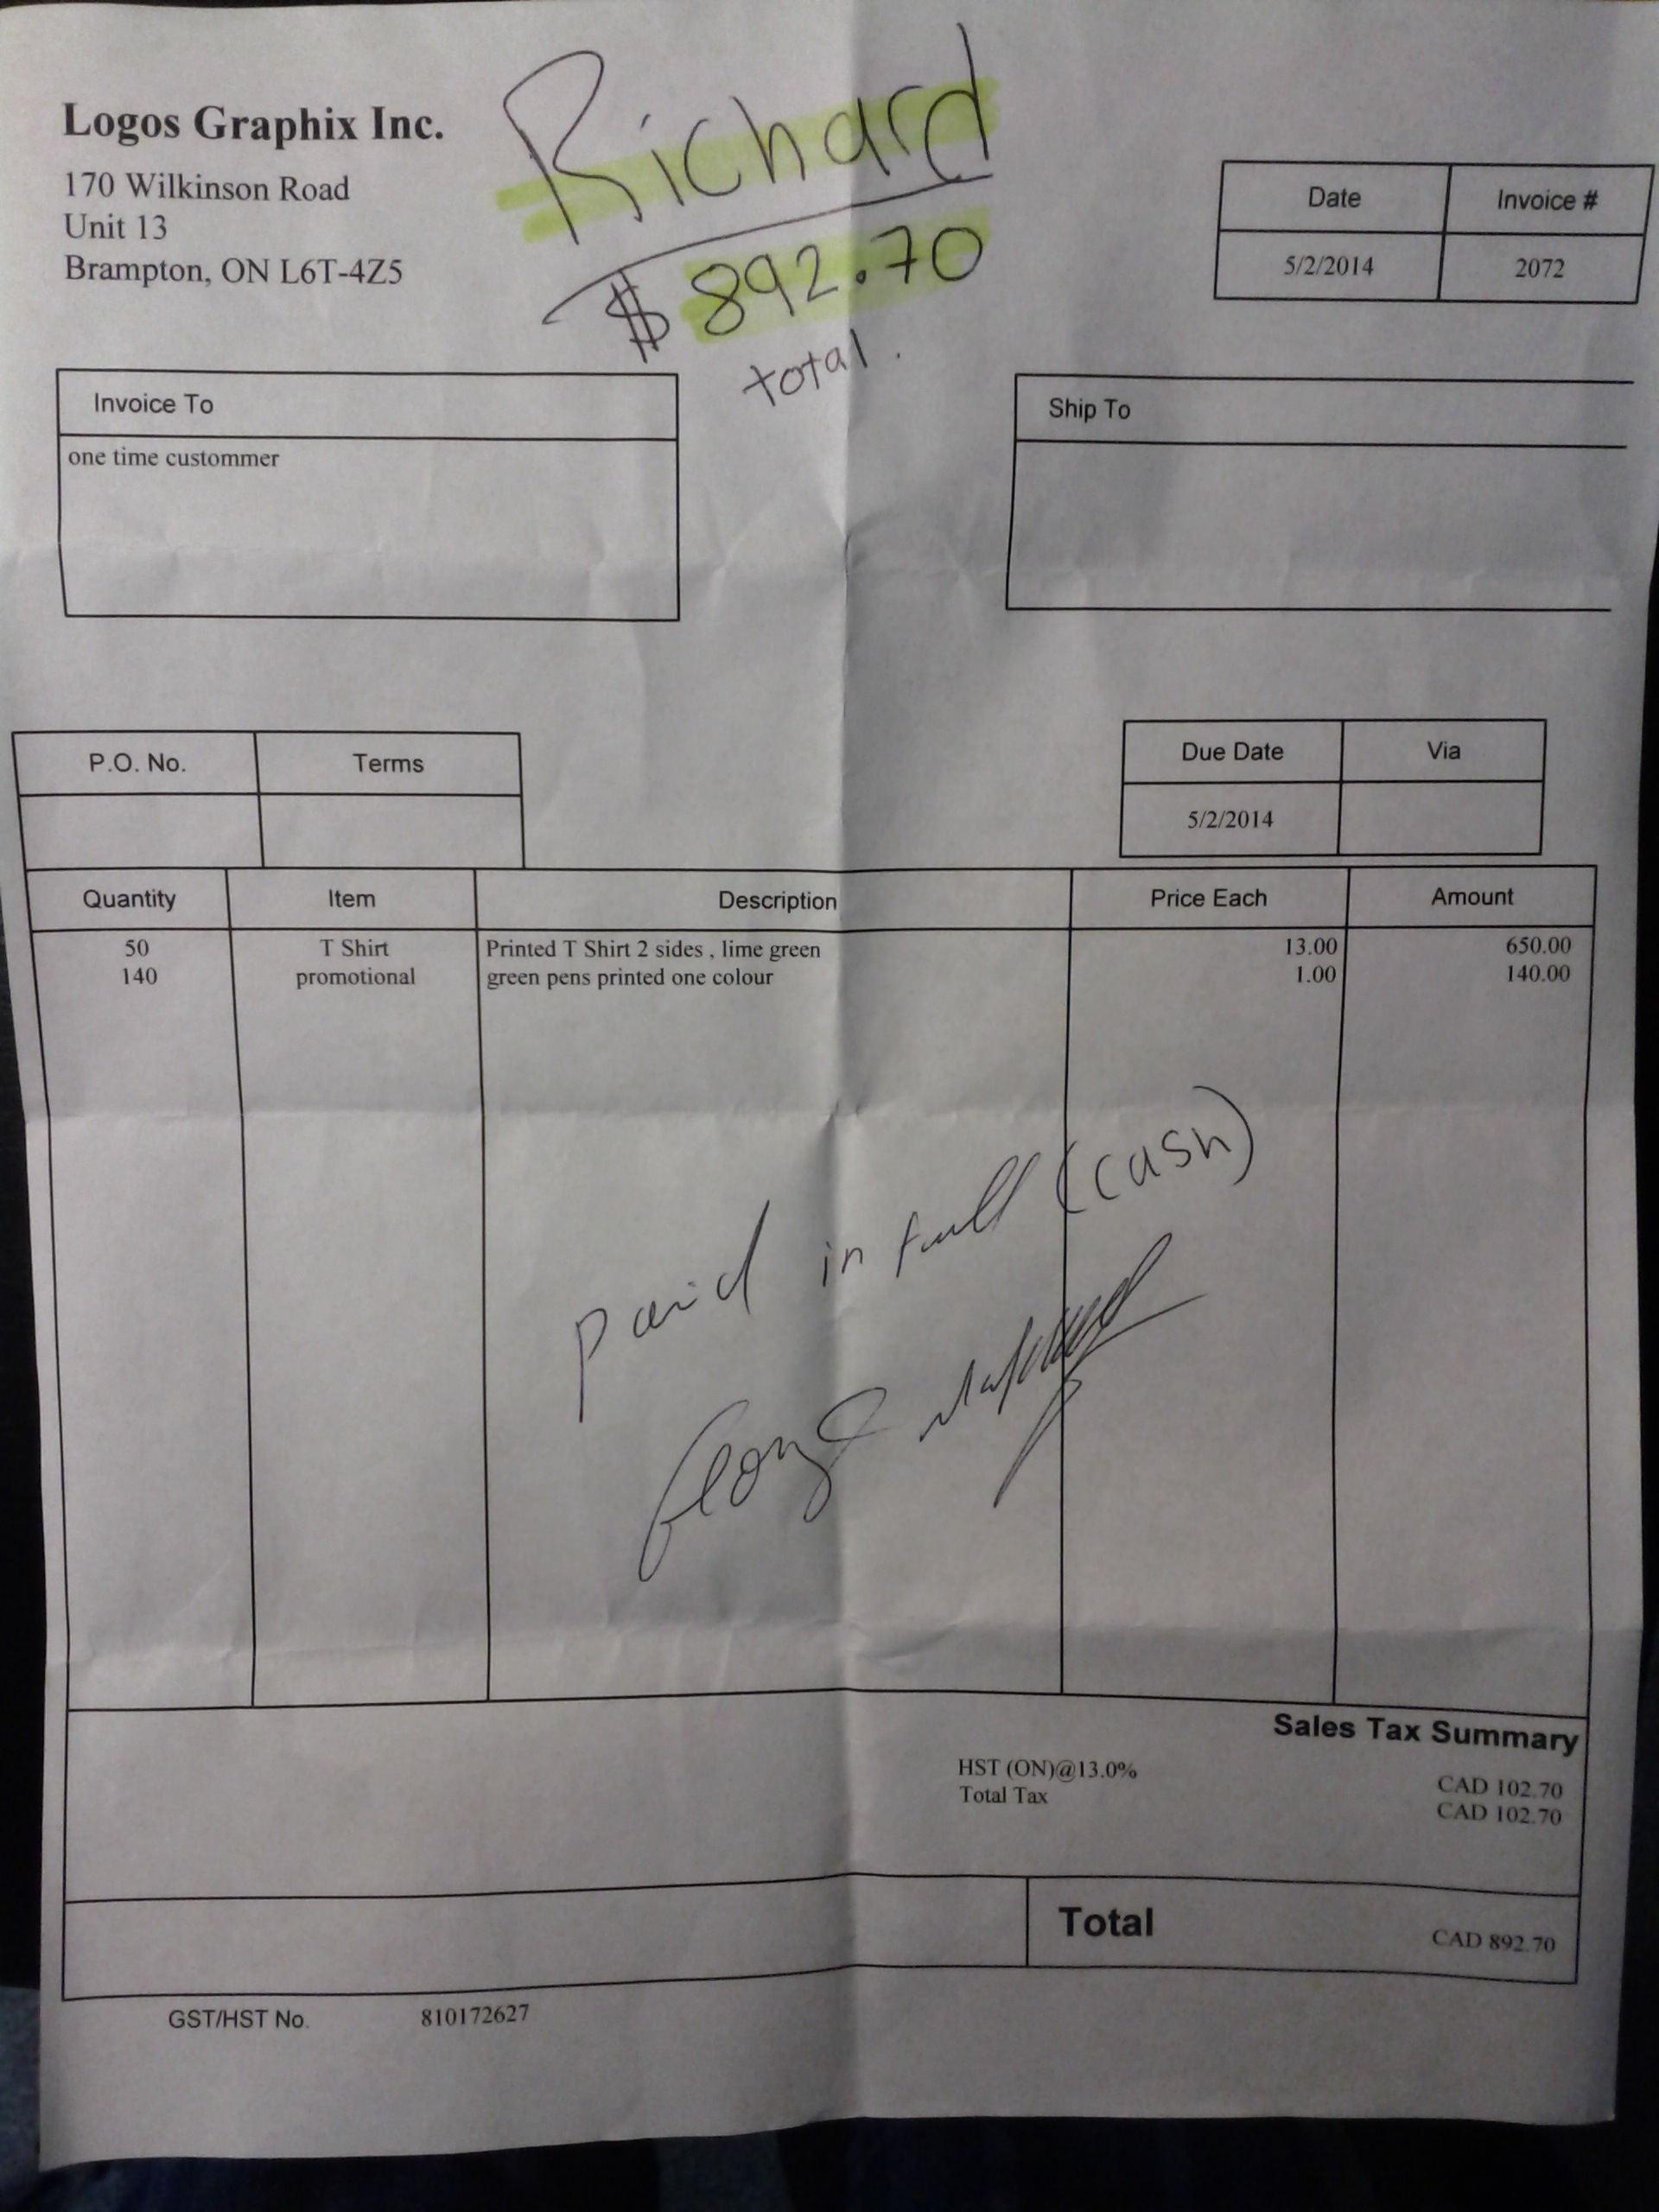 Richard
$892.70
total.
Logos Graphix Inc.
170 Wilkinson Road
Unit 13
Brampton, ON L6T-4Z5
Date Invoice #
5/2/2014 2072
Invoice To
one time custommer
Ship To
P.O. No. Terms
Due Date Via
5/2/2014
Quantity Item Description Price Each Amount
50 T Shirt Printed T Shirt 2 sides , lime green 13.00 650.00
140 promotional green pens printed one colour 1.00 140.00
paid in full (cash)
George
Sales Tax Summary
HST (ON)@13.0% CAD 102.70
Total Tax CAD 102.70
Total CAD 892.70
GST/HST No. 810172627